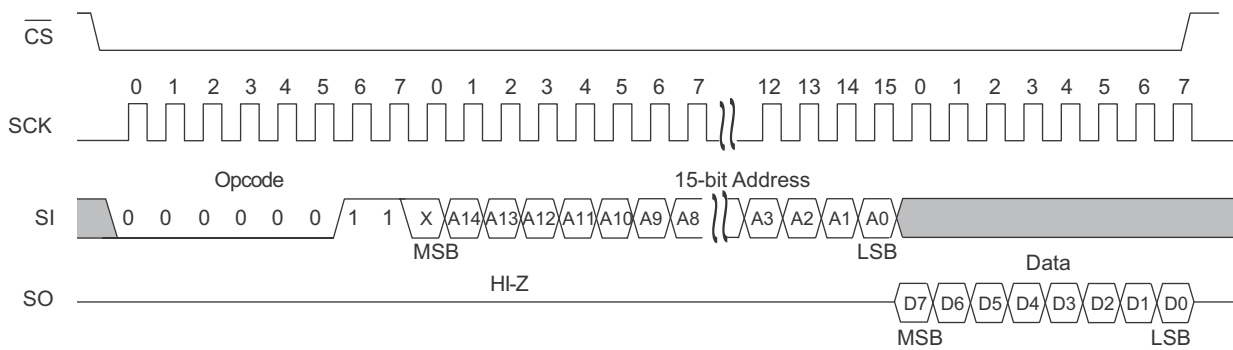 CS
0 1 2 3 4 5 6 7 0 1 2 3 4 5 6 7 12 13 14 15 0 1 2 3 4 5 6 7
SCK
Opcode 15-bit Address
SI 0 0 0 0 0 0 1 1 X A14 A13 A12 A11 A10 A9 A8 A3 A2 A1 A0
MSB LSB
HI-Z Data
SO D7 D6 D5 D4 D3 D2 D1 D0
MSB LSB